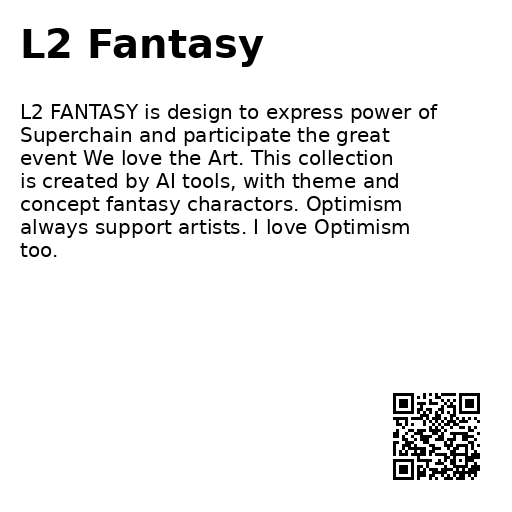 L2 Fantasy
L2 FANTASY is design to express power of
Superchain and participate the great
event We love the Art. This collection
is created by AI tools, with theme and
concept fantasy charactors. Optimism
always support artists. I love Optimism
too.